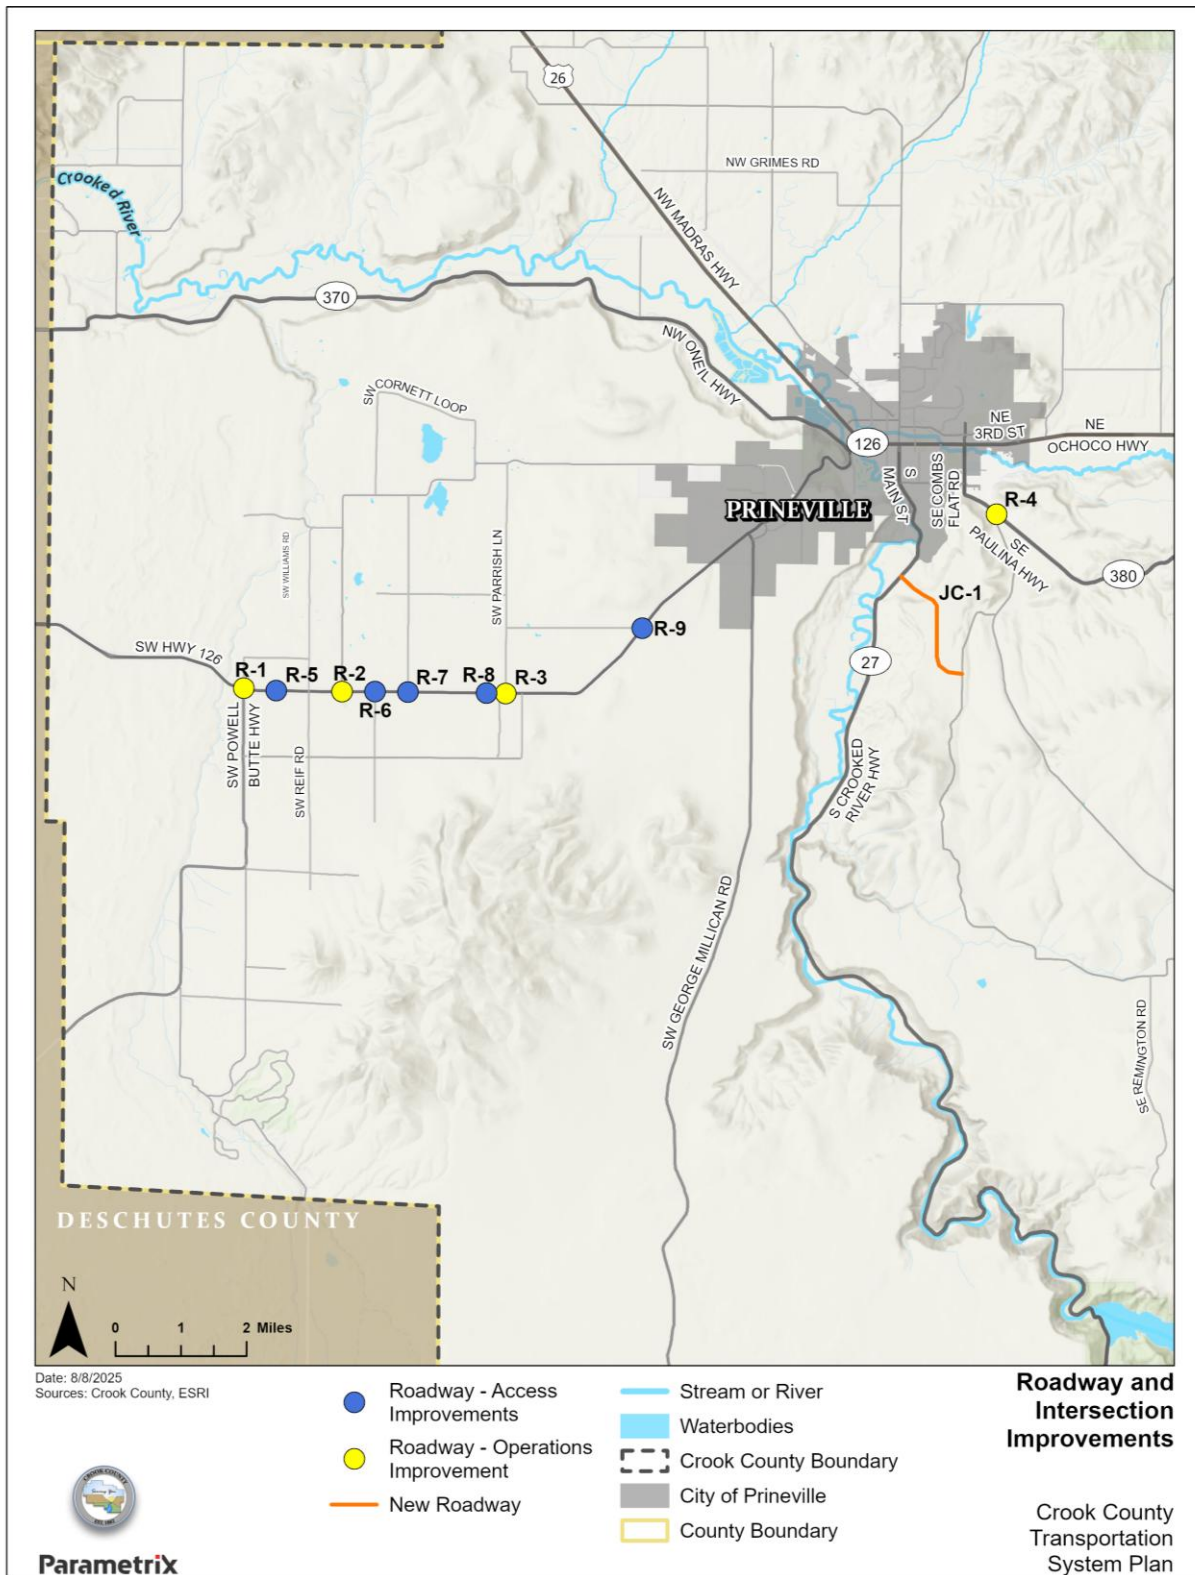 26
NW GRIMES RD
Crooked River
NW MADRAS HWY
370
NW ONEIL HWY
SW CORNETT LOOP
126
NE
3RD ST
NE
OCHOCO HWY
S
MAIN ST
SE COMBS
FLAT RD
PRINEVILLE
R-4
SE
PAULINA HWY
380
SW WILLIAMS RD
SW PARRISH LN
JC-1
R-9
27
SW HWY 126
R-1
R-5
R-2
R-6
R-7
R-8
R-3
SW POWELL
BUTTE HWY
SW REIF RD
S CROOKED
RIVER HWY
SW GEORGE MILLICAN RD
SE REMINGTON RD
DESCHUTES COUNTY
N
0 1 2 Miles
Date: 8/8/2025
Sources: Crook County, ESRI
Roadway - Access
Improvements
Roadway - Operations
Improvement
New Roadway
Stream or River
Waterbodies
Crook County Boundary
City of Prineville
County Boundary
Roadway and
Intersection
Improvements
Crook County
Transportation
System Plan
CROOK COUNTY
Parametrix